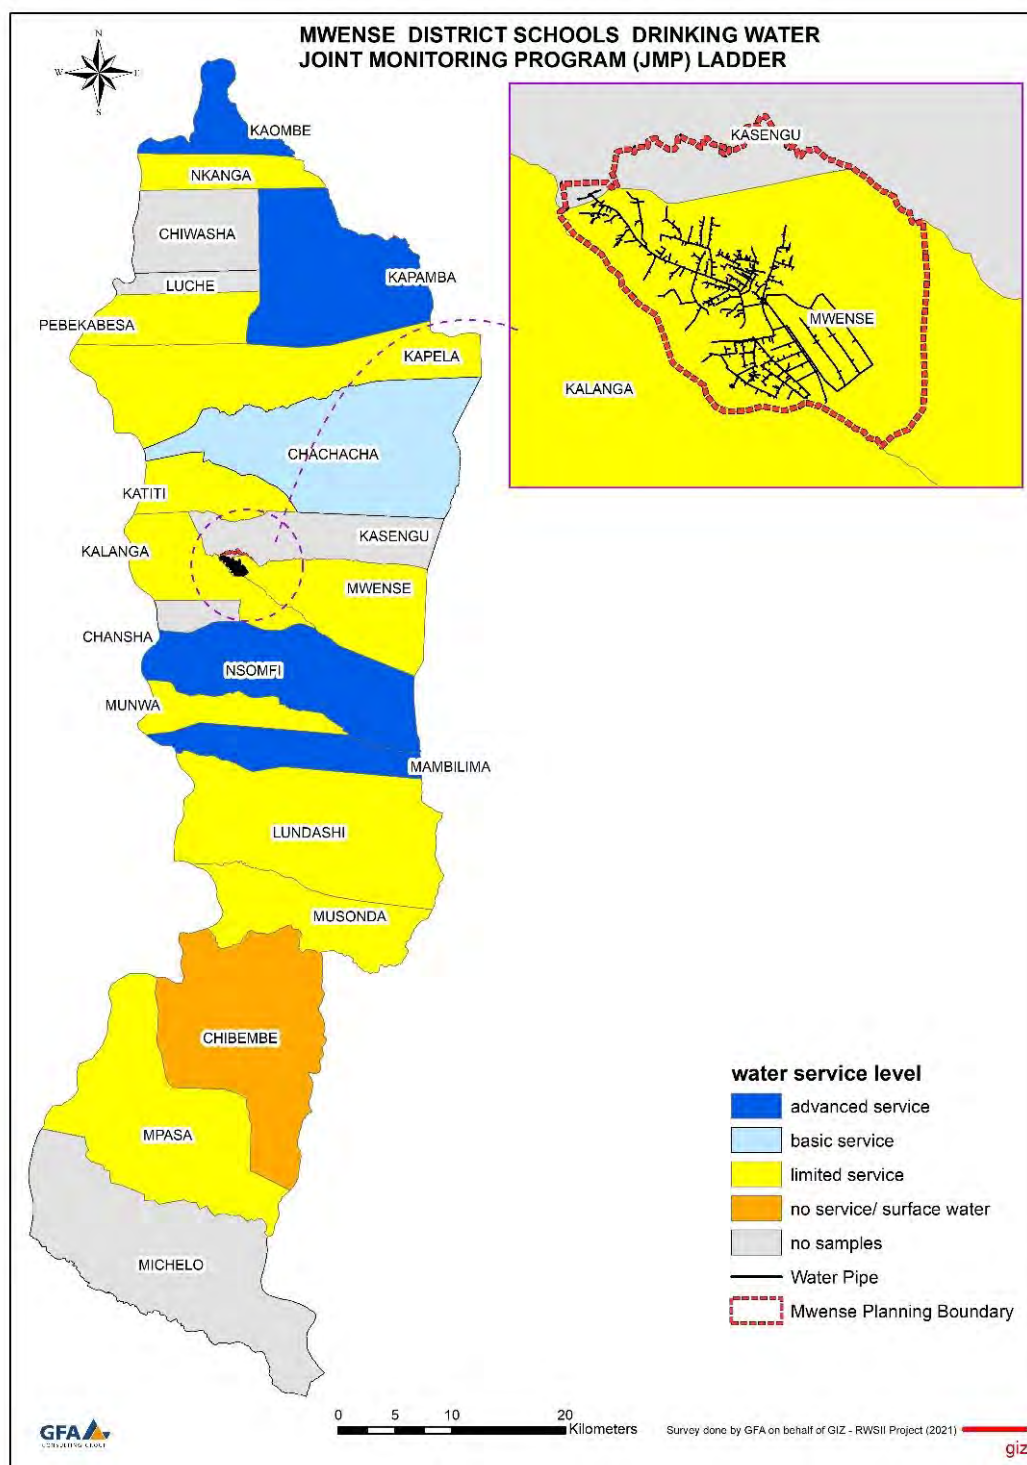 MWENSE DISTRICT SCHOOLS DRINKING WATER
JOINT MONITORING PROGRAM (JMP) LADDER
N
W
E
S
KAOMBE
NKANGA
CHIWASHA
KAPAMBA
LUCHE
PEBEKABESA
KAPELA
CHACHACHA
KATITI
KASENGU
KALANGA
MWENSE
CHANSHA
NSOMFI
MUNWA
MAMBILIMA
LUNDASHI
MUSONDA
CHIBEMBE
MPASA
MICHELO
KASENGU
MWENSE
KALANGA
water service level
advanced service
basic service
limited service
no service/ surface water
no samples
Water Pipe
Mwense Planning Boundary
GFA
CONSULTING GROUP
0 5 10 20
Kilometers
Survey done by GFA on behalf of GIZ - RWSII Project (2021)
giz